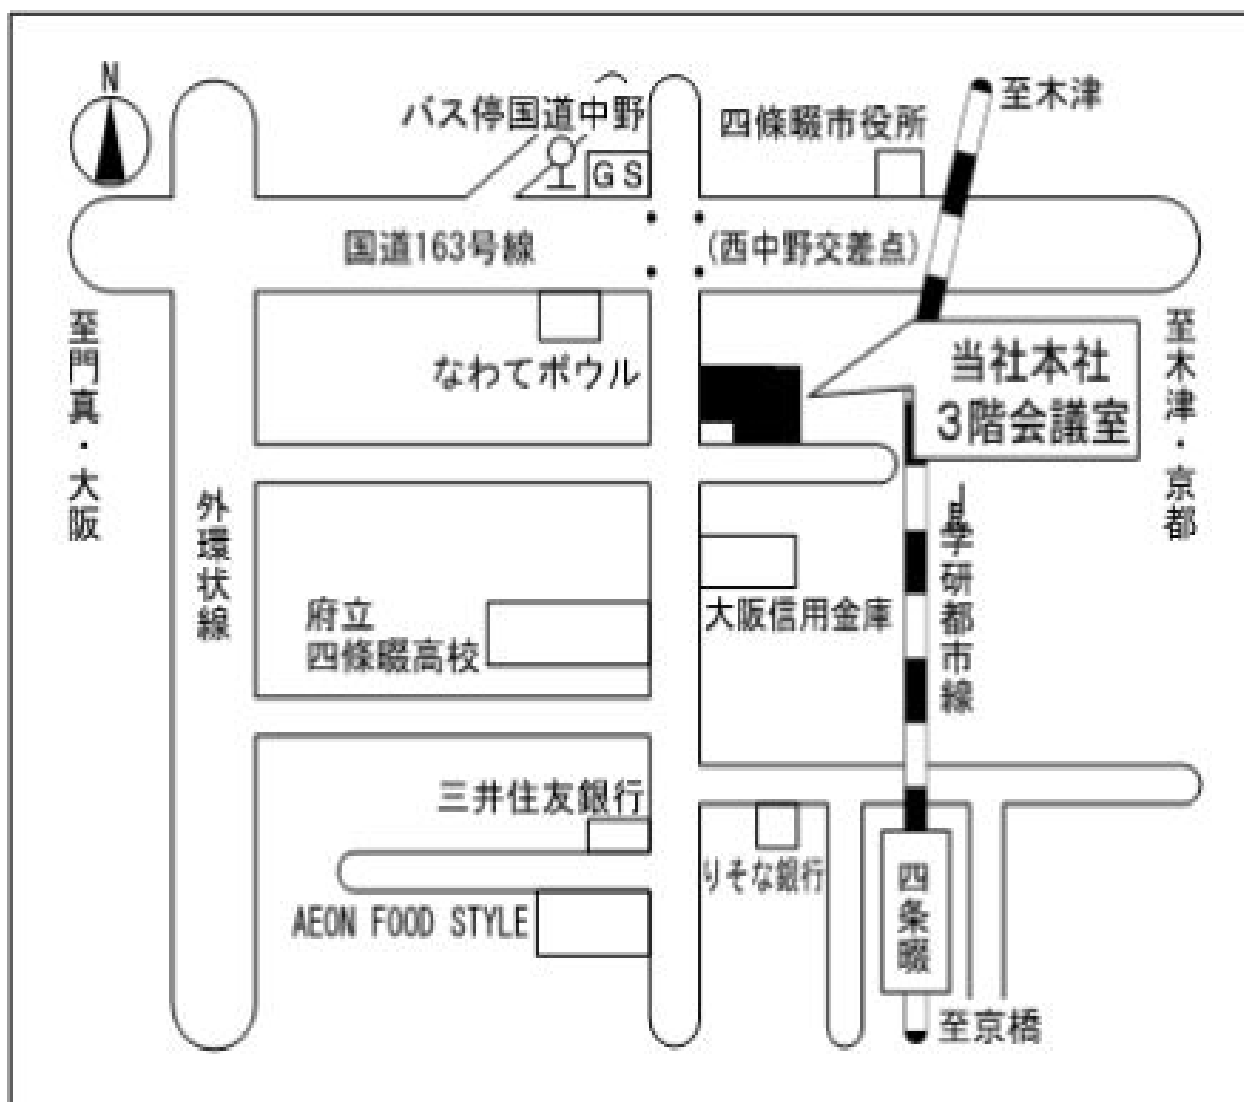 N
至木津
バス停国道中野
四條畷市役所
GS
国道163号線
(西中野交差点)
至門真・大阪
なわてボウル
当社本社
3階会議室
至木津・京都
外環状線
学研都市線
府立
四條畷高校
大阪信用金庫
三井住友銀行
りそな銀行
AEON FOOD STYLE
四条畷
至京橋